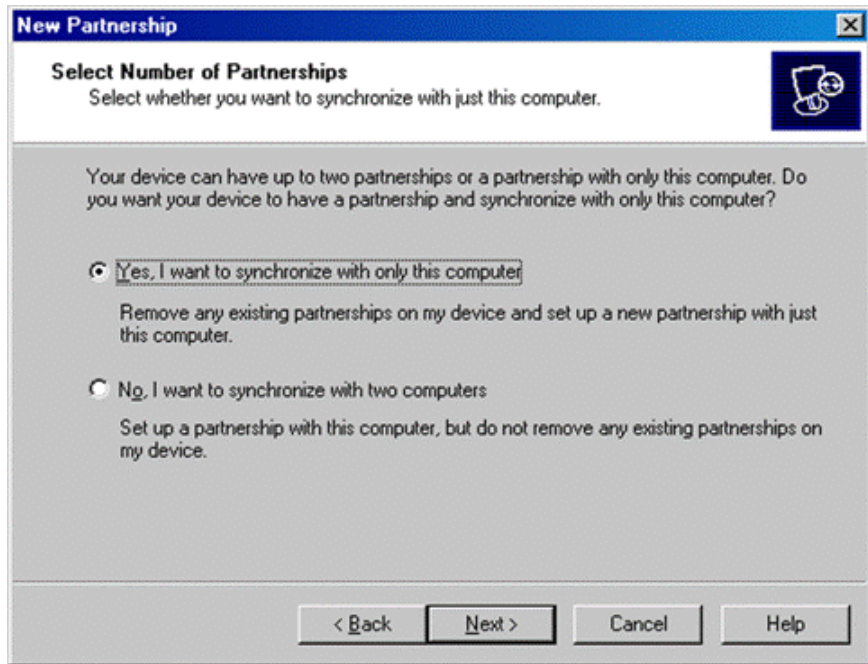 New Partnership
Select Number of Partnerships
Select whether you want to synchronize with just this computer.
Your device can have up to two partnerships or a partnership with only this computer. Do
you want your device to have a partnership and synchronize with only this computer?
Yes, I want to synchronize with only this computer
Remove any existing partnerships on my device and set up a new partnership with just
this computer.
No, I want to synchronize with two computers
Set up a partnership with this computer, but do not remove any existing partnerships on
my device.
< Back Next > Cancel Help